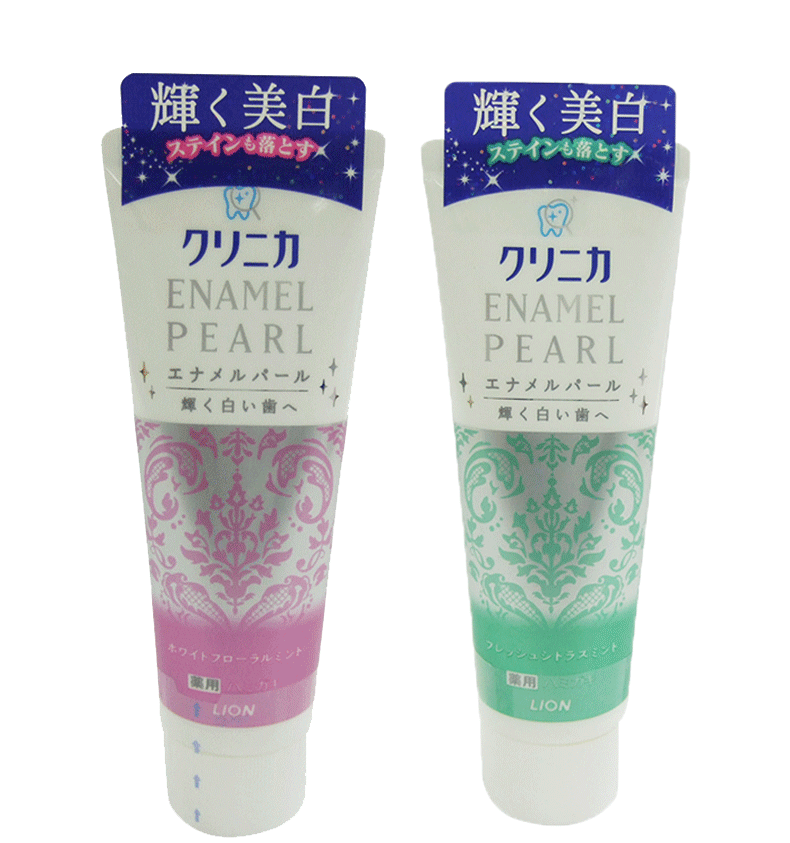 輝く美白
ステインも落とす
クリニカ
ENAMEL
PEARL
エナメルパール
輝く白い歯へ
ホワイトフローラルミント
薬用 ハミガキ
LION
輝く美白
ステインも落とす
クリニカ
ENAMEL
PEARL
エナメルパール
輝く白い歯へ
フレッシュシトラスミント
薬用 ハミガキ
LION